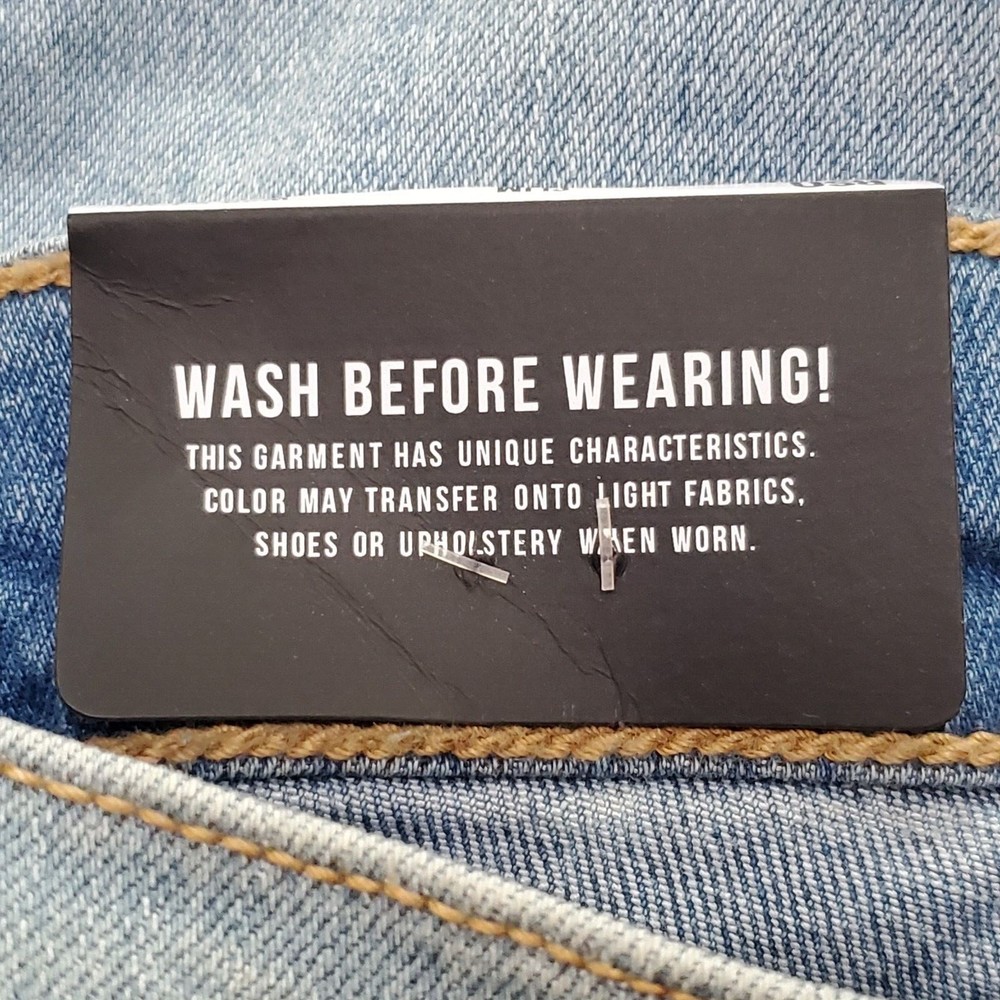 WASH BEFORE WEARING!
THIS GARMENT HAS UNIQUE CHARACTERISTICS.
COLOR MAY TRANSFER ONTO LIGHT FABRICS,
SHOES OR UPHOLSTERY WHEN WORN.